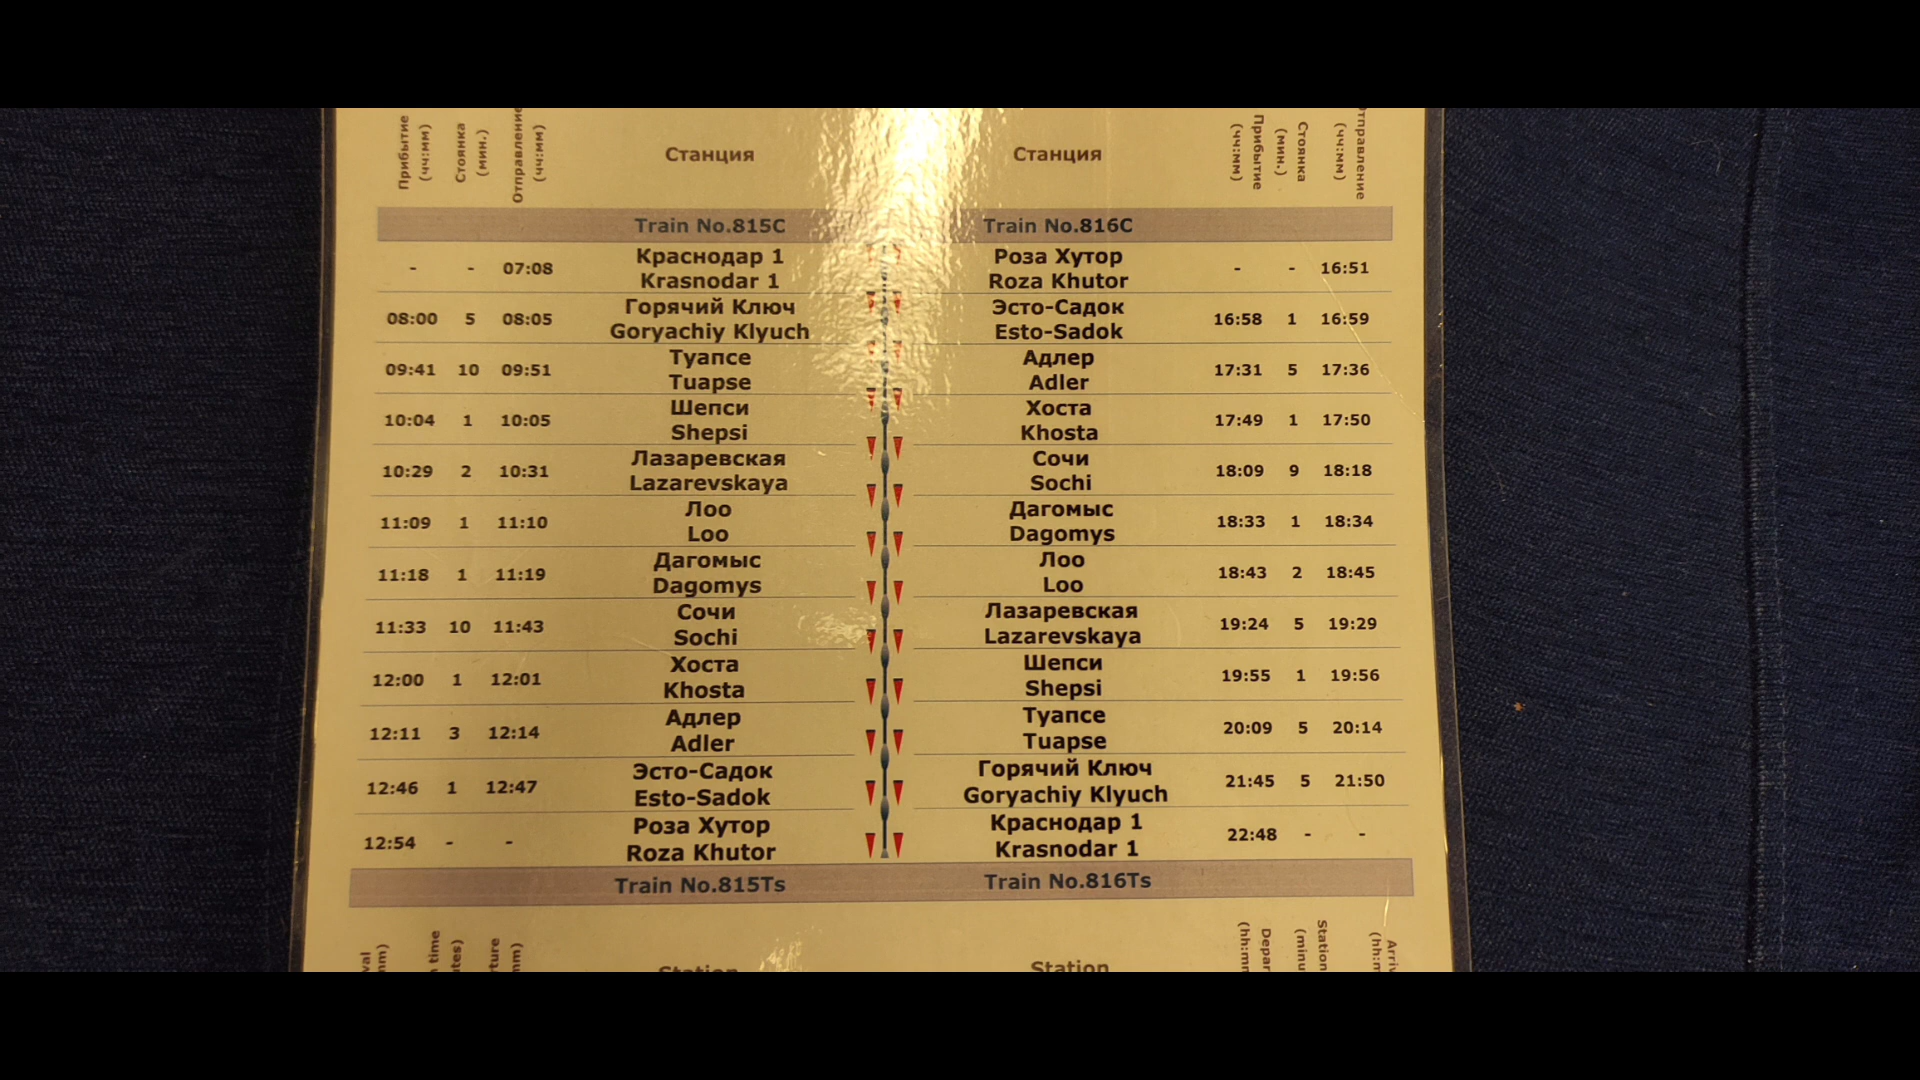 Прибытие (чч:мм) Стоянка (мин.) Отправление (чч:мм) Станция Станция Прибытие (чч:мм) Стоянка (мин.) (чч:мм)
Train No.815C Train No.816C
Краснодар 1 Роза Хутор
- - 07:08 - - 16:51
Krasnodar 1 Roza Khutor
Горячий Ключ Эсто-Садок
08:00 5 08:05 16:58 1 16:59
Goryachiy Klyuch Esto-Sadok
Туапсе Адлер
09:41 10 09:51 17:31 5 17:36
Tuapse Adler
Шепси Хоста
10:04 1 10:05 17:49 1 17:50
Shepsi Khosta
Лазаревская Сочи
10:29 2 10:31 18:09 9 18:18
Lazarevskaya Sochi
Лоо Дагомыс
11:09 1 11:10 18:33 1 18:34
Loo Dagomys
Дагомыс Лоо
11:18 1 11:19 18:43 2 18:45
Dagomys Loo
Сочи Лазаревская
11:33 10 11:43 19:24 5 19:29
Sochi Lazarevskaya
Хоста Шепси
12:00 1 12:01 19:55 1 19:56
Khosta Shepsi
Адлер Туапсе
12:11 3 12:14 20:09 5 20:14
Adler Tuapse
Эсто-Садок Горячий Ключ
12:46 1 12:47 21:45 5 21:50
Esto-Sadok Goryachiy Klyuch
Роза Хутор Краснодар 1
12:54 - - 22:48 - -
Roza Khutor Krasnodar 1
Train No.815Ts Train No.816Ts
time Station Station Station